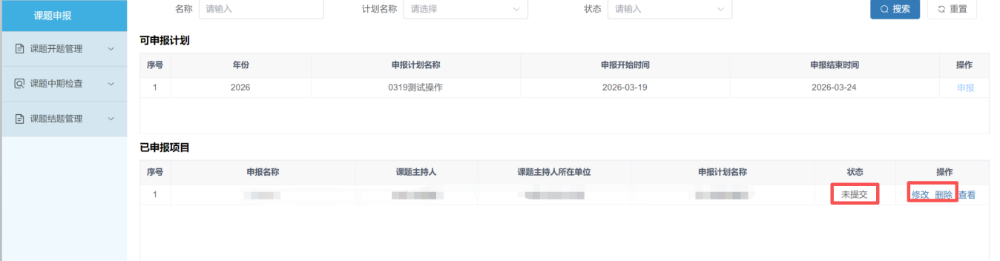 课题申报
课题开题管理
课题中期检查
课题结题管理
名称 请输入 计划名称 请选择 状态 请输入 搜索 重置
可申报计划
序号 年份 申报计划名称 申报开始时间 申报结束时间 操作
1 2026 0319测试操作 2026-03-19 2026-03-24 申报
已申报项目
序号 申报名称 课题主持人 课题主持人所在单位 申报计划名称 状态 操作
1 未提交 修改 删除 查看